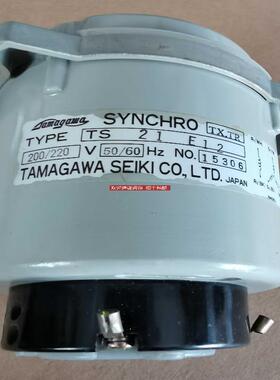 Tamagawa SYNCHRO TX.TR
TYPE TS 21 E12
200/220 V 50/60 Hz NO. 15306
TAMAGAWA SEIKI CO., LTD. JAPAN